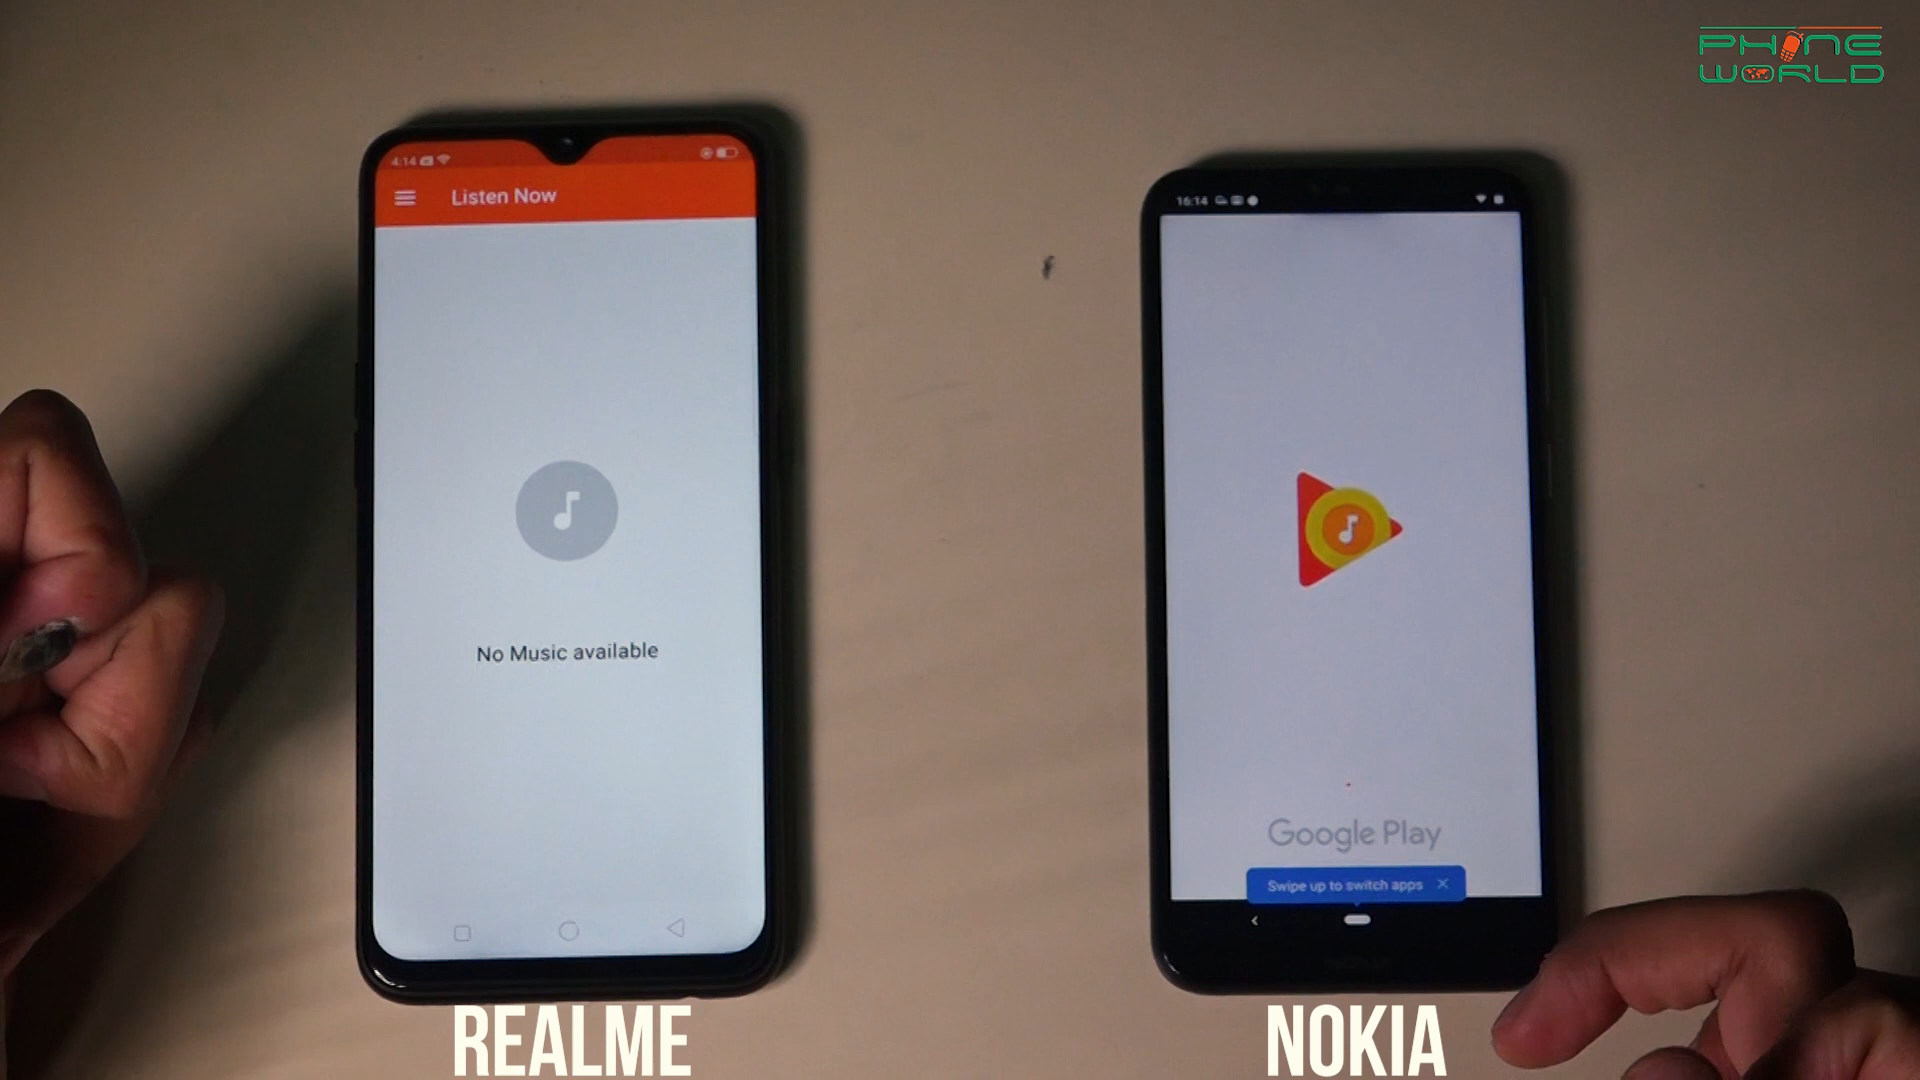 PHONE
WORLD
4:14
Listen Now
No Music available
REALME
16:14
Google Play
Swipe up to switch apps
NOKIA